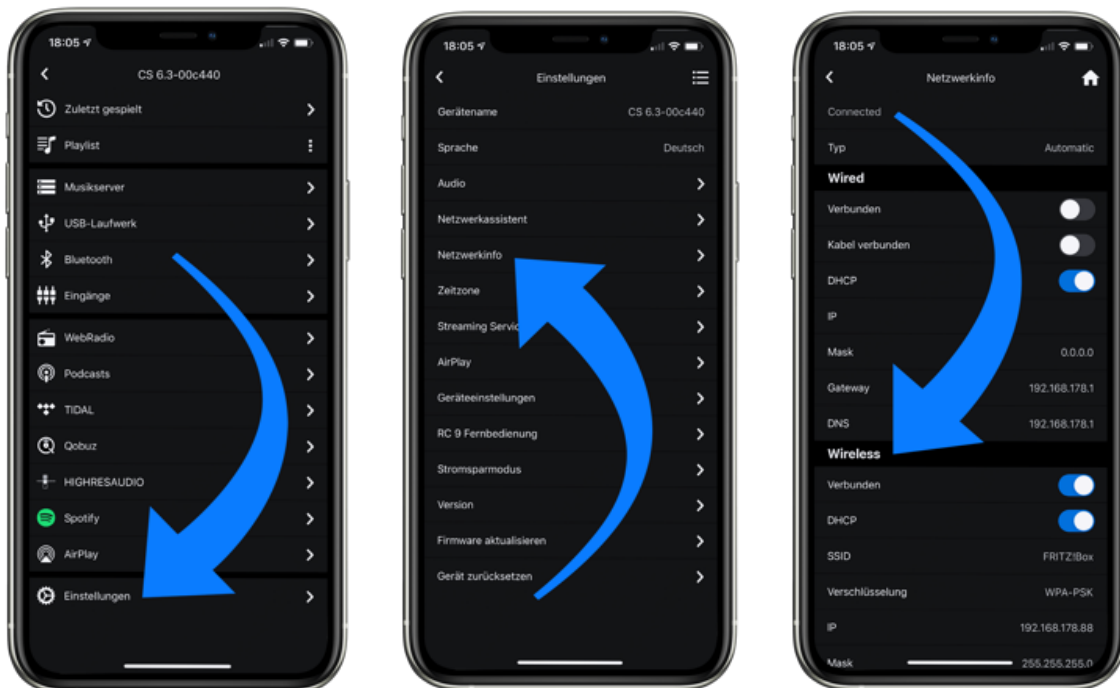 18:05
CS 6.3-00c440
Zuletzt gespielt
Playlist
Musikserver
USB-Laufwerk
Bluetooth
Eingänge
WebRadio
Podcasts
TIDAL
Qobuz
HIGHRESAUDIO
Spotify
AirPlay
Einstellungen
18:05
Einstellungen
Gerätename CS 6.3-00c440
Sprache Deutsch
Audio
Netzwerkassistent
Netzwerkinfo
Zeitzone
Streaming Servic
AirPlay
Geräteeinstellungen
RC 9 Fernbedienung
Stromsparmodus
Version
Firmware aktualisieren
Gerät zurücksetzen
18:05
Netzwerkinfo
Connected
Typ Automatic
Wired
Verbunden
Kabel verbunden
DHCP
IP
Mask 0.0.0.0
Gateway 192.168.178.1
DNS 192.168.178.1
Wireless
Verbunden
DHCP
SSID FRITZ!Box
Verschlüsselung WPA-PSK
IP 192.168.178.88
Mask 255.255.255.0